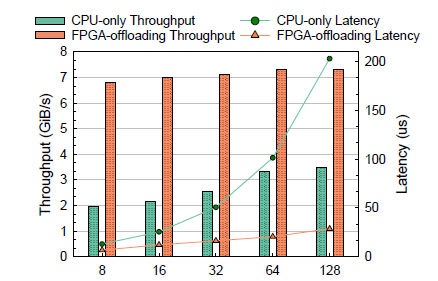 CPU-only Throughput CPU-only Latency
FPGA-offloading Throughput FPGA-offloading Latency
Throughput (GiB/s)
8
7
6
5
4
3
2
1
0
200
150
100
50
0
Latency (us)
8 16 32 64 128